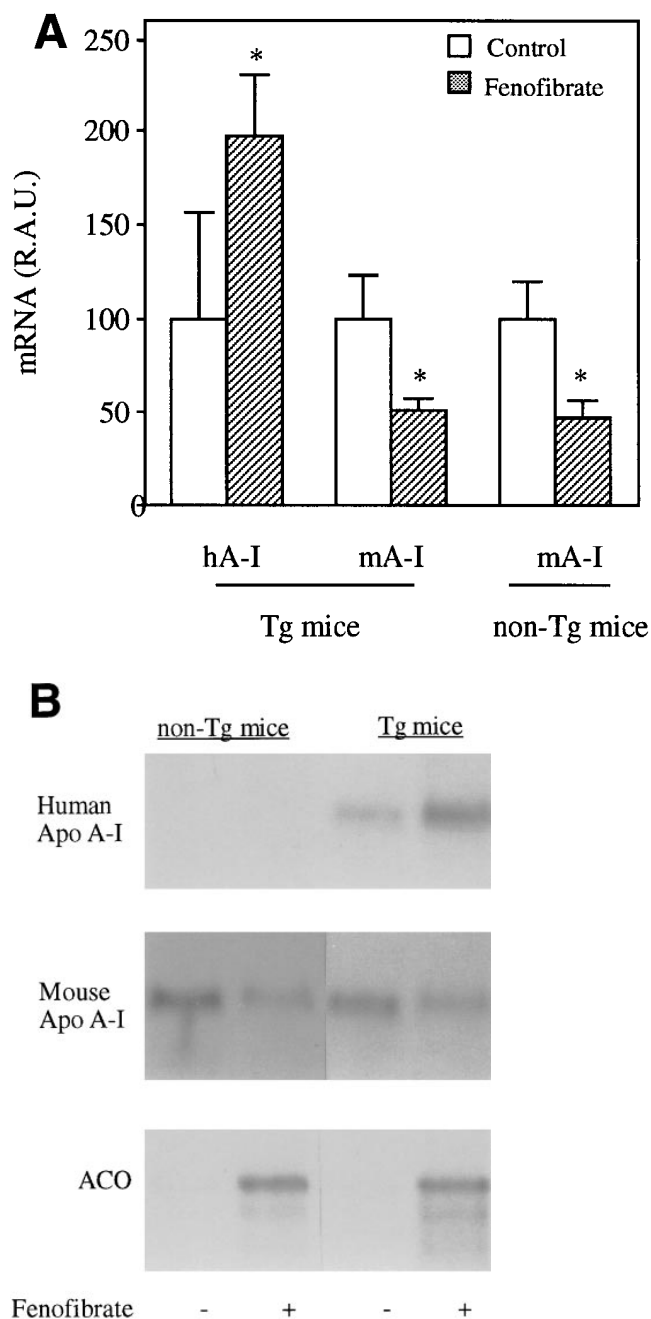 A
250
200
150
100
50
0
mRNA (R.A.U.)
Control
Fenofibrate
* * *
hA-I mA-I mA-I
Tg mice non-Tg mice
B
non-Tg mice Tg mice
Human
Apo A-I
Mouse
Apo A-I
ACO
Fenofibrate - + - +